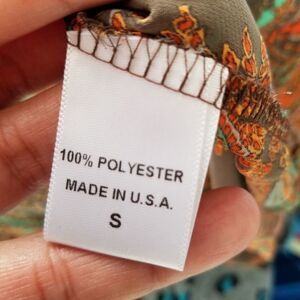 100% POLYESTER
MADE IN U.S.A.
S